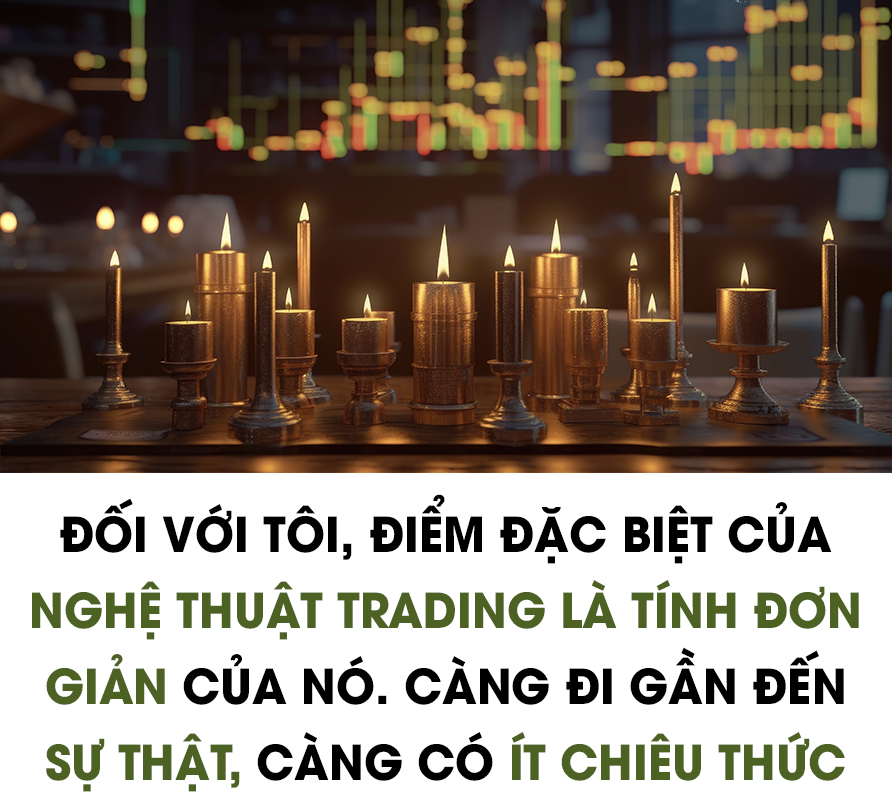 ĐỐI VỚI TÔI, ĐIỂM ĐẶC BIỆT CỦA
NGHỆ THUẬT TRADING LÀ TÍNH ĐƠN
GIẢN CỦA NÓ. CÀNG ĐI GẦN ĐẾN
SỰ THẬT, CÀNG CÓ ÍT CHIÊU THỨC